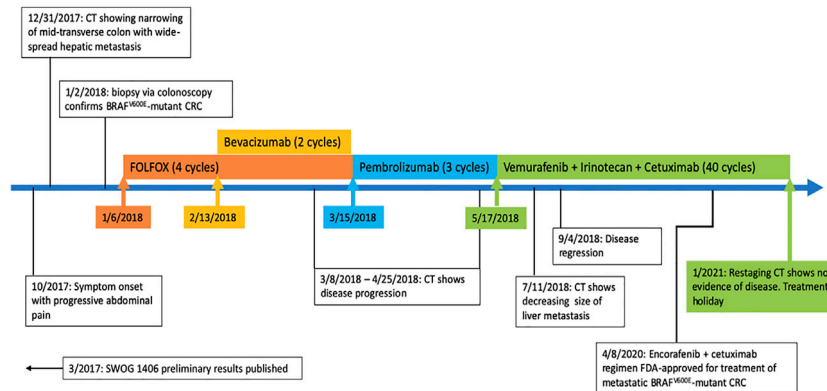 12/31/2017: CT showing narrowing
of mid-transverse colon with wide-
spread hepatic metastasis
1/2/2018: biopsy via colonoscopy
confirms BRAFV600E-mutant CRC
Bevacizumab (2 cycles)
FOLFOX (4 cycles)
Pembrolizumab (3 cycles)
Vemurafenib + Irinotecan + Cetuximab (40 cycles)
1/6/2018
2/13/2018
3/15/2018
5/17/2018
10/2017: Symptom onset
with progressive abdominal
pain
3/8/2018 – 4/25/2018: CT shows
disease progression
7/11/2018: CT shows
decreasing size of
liver metastasis
9/4/2018: Disease
regression
1/2021: Restaging CT shows no
evidence of disease. Treatment
holiday
3/2017: SWOG 1406 preliminary results published
4/8/2020: Encorafenib + cetuximab
regimen FDA-approved for treatment of
metastatic BRAFV600E-mutant CRC